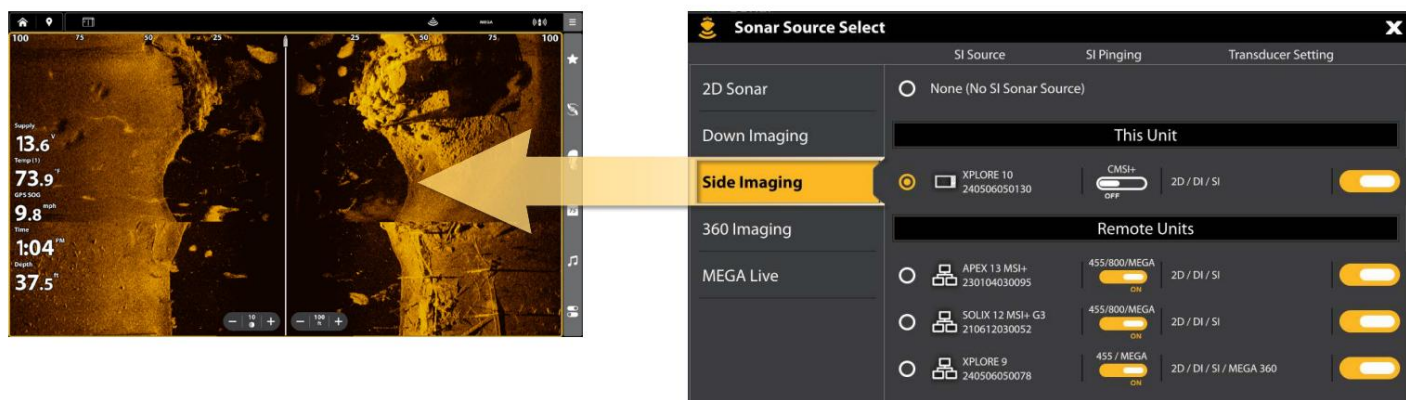 MEGA
100 75 50 25 25 50 75 100
Supply
13.6 V
Temp (1)
73.9 °F
GPS SOG
9.8 mph
Time
1:04 PM
Depth
37.5 ft
− 10 +
− 100 ft +
Sonar Source Select X
SI Source SI Pinging Transducer Setting
2D Sonar
Down Imaging
Side Imaging
360 Imaging
MEGA Live
None (No SI Sonar Source)
This Unit
XPLORE 10
240506050130
CMSI+
OFF
2D / DI / SI
Remote Units
APEX 13 MSI+
230104030095
455/800/MEGA
ON
2D / DI / SI
SOLIX 12 MSI+ G3
210612030052
455/800/MEGA
ON
2D / DI / SI
XPLORE 9
240506050078
455 / MEGA
ON
2D / DI / SI / MEGA 360